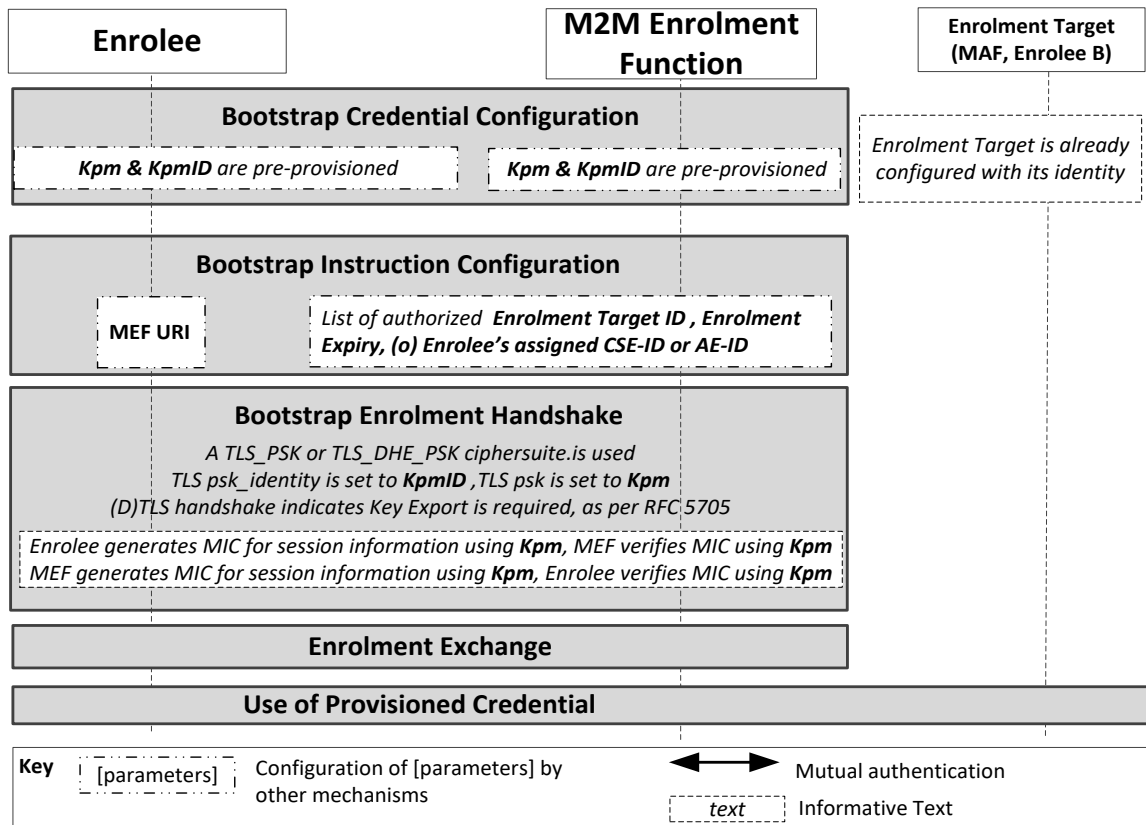 Enrolee
M2M Enrolment
Function
Enrolment Target
(MAF, Enrolee B)
Bootstrap Credential Configuration
Kpm & KpmID are pre-provisioned
Kpm & KpmID are pre-provisioned
Enrolment Target is already
configured with its identity
Bootstrap Instruction Configuration
MEF URI
List of authorized Enrolment Target ID , Enrolment
Expiry, (o) Enrolee’s assigned CSE-ID or AE-ID
Bootstrap Enrolment Handshake
A TLS_PSK or TLS_DHE_PSK ciphersuite.is used
TLS psk_identity is set to KpmID ,TLS psk is set to Kpm
(D)TLS handshake indicates Key Export is required, as per RFC 5705
Enrolee generates MIC for session information using Kpm, MEF verifies MIC using Kpm
MEF generates MIC for session information using Kpm, Enrolee verifies MIC using Kpm
Enrolment Exchange
Use of Provisioned Credential
Key
[parameters]
Configuration of [parameters] by
other mechanisms
Mutual authentication
text
Informative Text